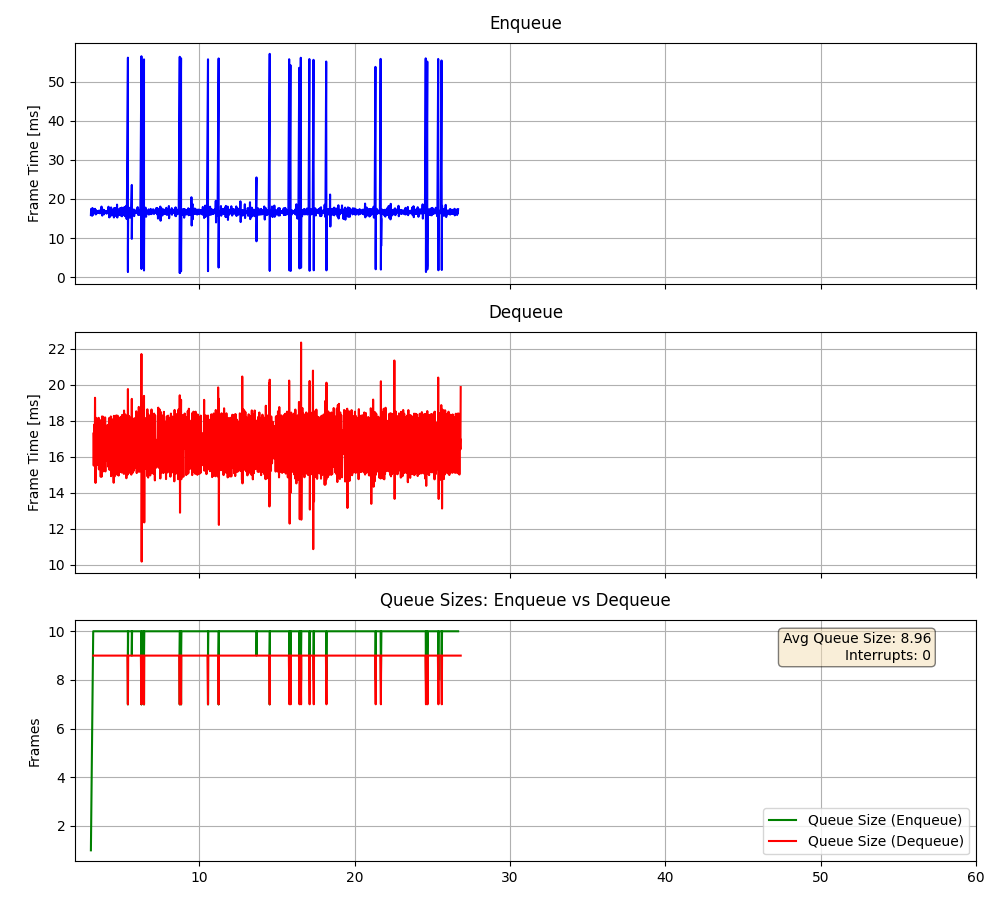 Enqueue
Frame Time [ms]
50
40
30
20
10
0
Dequeue
Frame Time [ms]
22
20
18
16
14
12
10
Queue Sizes: Enqueue vs Dequeue
Frames
10
8
6
4
2
Avg Queue Size: 8.96
Interrupts: 0
Queue Size (Enqueue)
Queue Size (Dequeue)
10 20 30 40 50 60